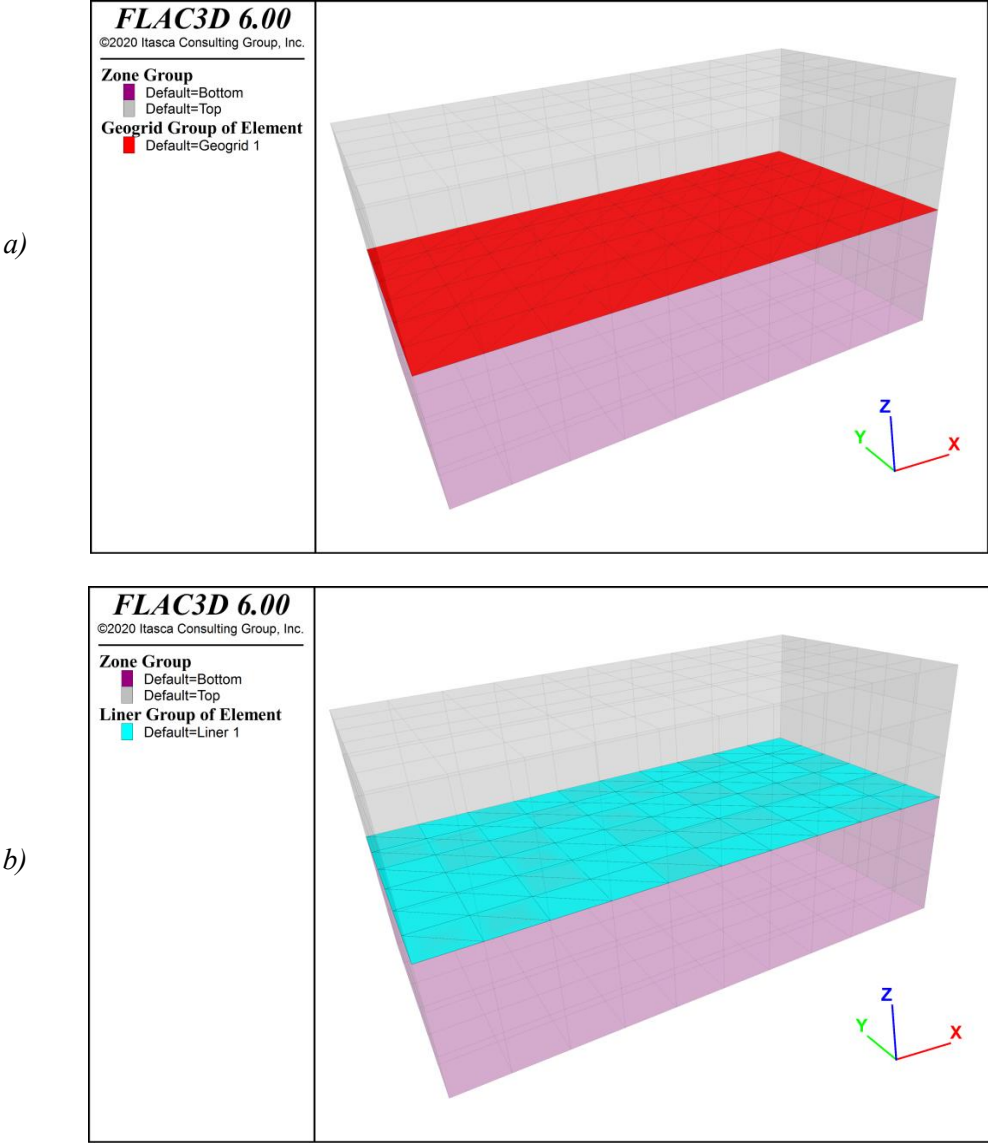 a)
FLAC3D 6.00
©2020 Itasca Consulting Group, Inc.
Zone Group
Default=Bottom
Default=Top
Geogrid Group of Element
Default=Geogrid 1
Z
Y
X
b)
FLAC3D 6.00
©2020 Itasca Consulting Group, Inc.
Zone Group
Default=Bottom
Default=Top
Liner Group of Element
Default=Liner 1
Z
Y
X